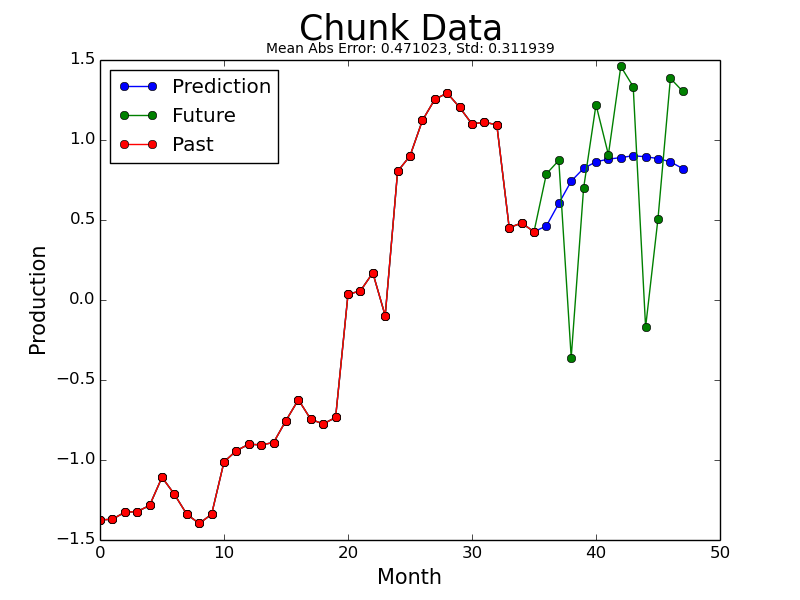 Chunk Data
Mean Abs Error: 0.471023, Std: 0.311939
Prediction
Future
Past
Production
1.5
1.0
0.5
0.0
−0.5
−1.0
−1.5
0 10 20 30 40 50
Month